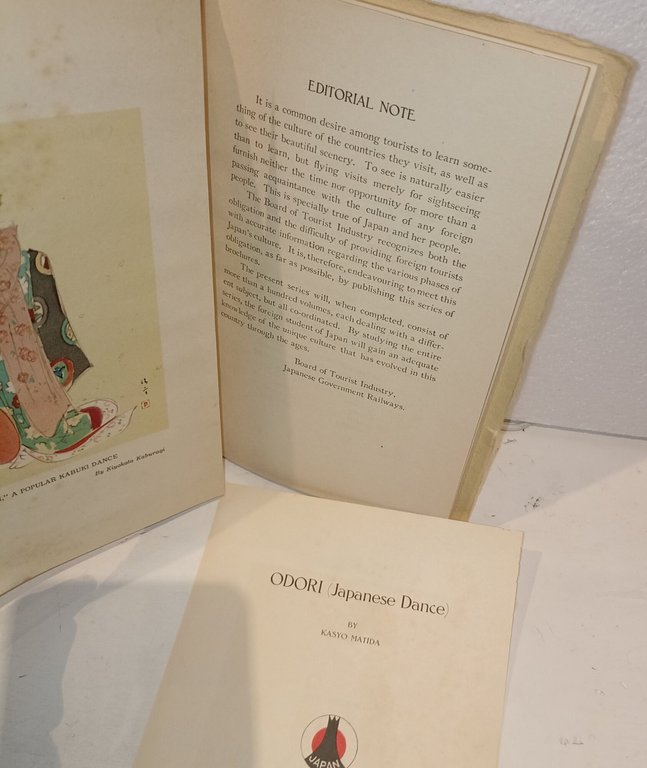 EDITORIAL NOTE
It is a common desire among tourists to learn some-
thing of the culture of the countries they visit, as well as
to see their beautiful scenery. To see is naturally easier
than to learn, but flying visits merely for sightseeing
furnish neither the time nor opportunity for more than a
passing acquaintance with the culture of any foreign
people. This is specially true of Japan and her people.
The Board of Tourist Industry recognizes both the
obligation and the difficulty of providing foreign tourists
with accurate information regarding the various phases of
Japan's culture. It is, therefore, endeavouring to meet this
obligation, as far as possible, by publishing this series of
brochures.
The present series will, when completed, consist of
more than a hundred volumes, each dealing with a differ-
ent subject, but all co-ordinated. By studying the entire
series, the foreign student of Japan will gain an adequate
knowledge of the unique culture that has evolved in this
country through the ages.
Board of Tourist Industry,
Japanese Government Railways.
," A POPULAR KABUKI DANCE
By Kiyokata Kaburagi
ODORI (Japanese Dance)
BY
KASYO MATIDA
JAPAN